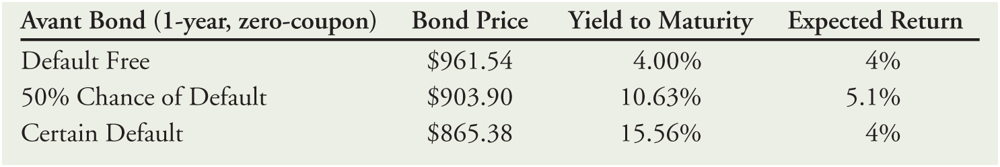 Avant Bond (1-year, zero-coupon) Bond Price Yield to Maturity Expected Return
Default Free $961.54 4.00% 4%
50% Chance of Default $903.90 10.63% 5.1%
Certain Default $865.38 15.56% 4%